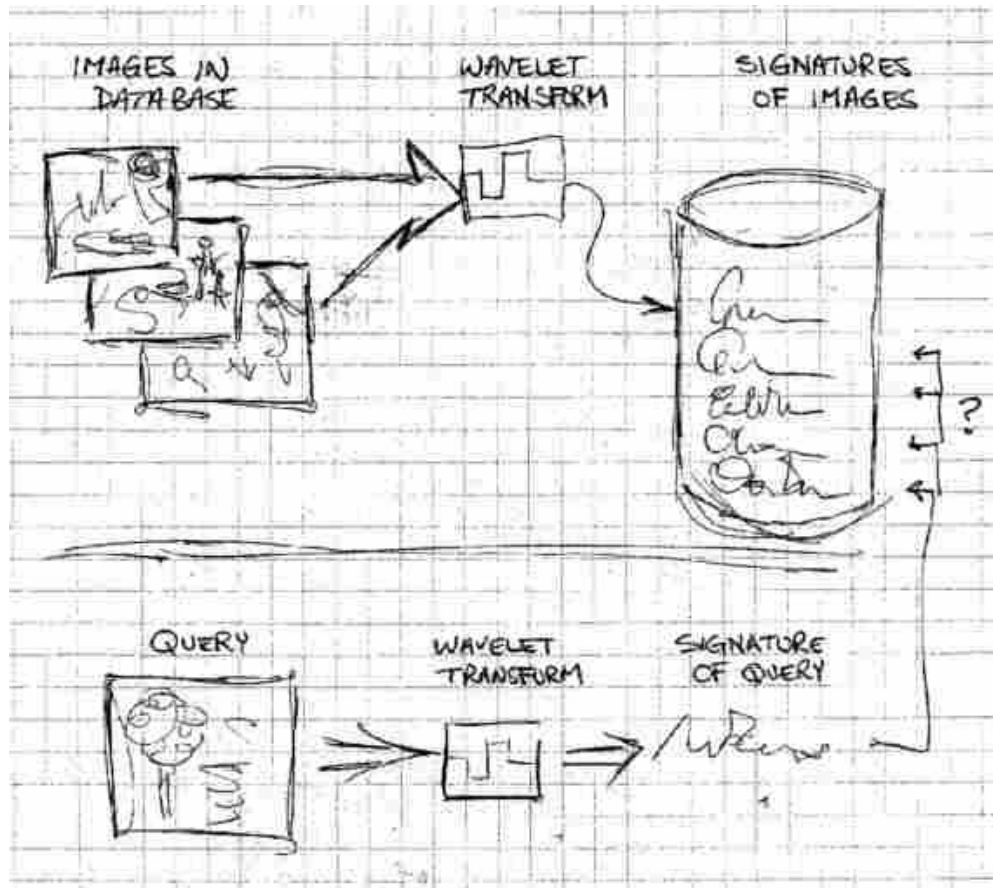 IMAGES IN
DATABASE
WAVELET
TRANSFORM
SIGNATURES
OF IMAGES
?
QUERY
WAVELET
TRANSFORM
SIGNATURE
OF QUERY